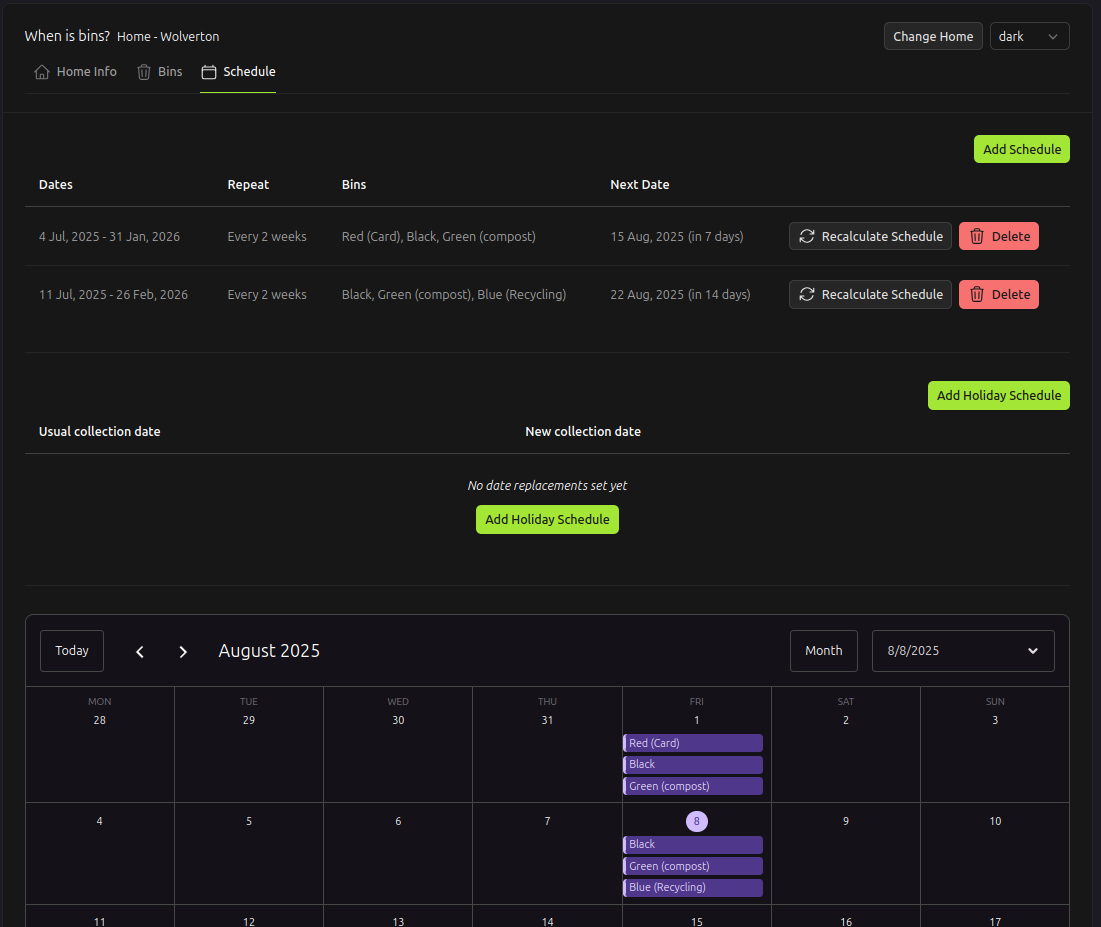 When is bins? Home - Wolverton Change Home dark
Home Info Bins Schedule
Add Schedule
Dates Repeat Bins Next Date
4 Jul, 2025 - 31 Jan, 2026 Every 2 weeks Red (Card), Black, Green (compost) 15 Aug, 2025 (in 7 days) Recalculate Schedule Delete
11 Jul, 2025 - 26 Feb, 2026 Every 2 weeks Black, Green (compost), Blue (Recycling) 22 Aug, 2025 (in 14 days) Recalculate Schedule Delete
Add Holiday Schedule
Usual collection date New collection date
No date replacements set yet
Add Holiday Schedule
Today August 2025 Month 8/8/2025
MON TUE WED THU FRI SAT SUN
28 29 30 31 1 2 3
Red (Card)
Black
Green (compost)
4 5 6 7 8 9 10
Black
Green (compost)
Blue (Recycling)
11 12 13 14 15 16 17